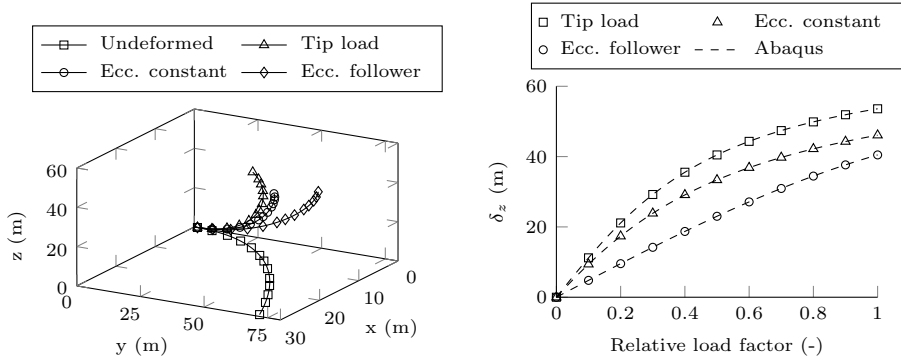 Undeformed
Tip load
Ecc. constant
Ecc. follower
60
40
20
0
z (m)
0
25
50
75
y (m)
30
20
10
0
x (m)
Tip load
Ecc. constant
Ecc. follower
Abaqus
60
40
20
0
δz (m)
0
0.2
0.4
0.6
0.8
1
Relative load factor (-)